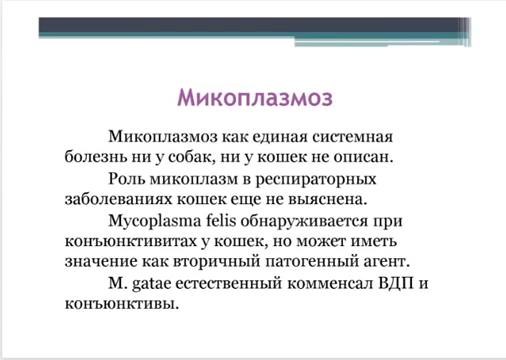 Микоплазмоз
Микоплазмоз как единая системная
болезнь ни у собак, ни у кошек не описан.
Роль микоплазм в респираторных
заболеваниях кошек еще не выяснена.
Mycoplasma felis обнаруживается при
конъюнктивитах у кошек, но может иметь
значение как вторичный патогенный агент.
M. gatae естественный комменсал ВДП и
конъюнктивы.